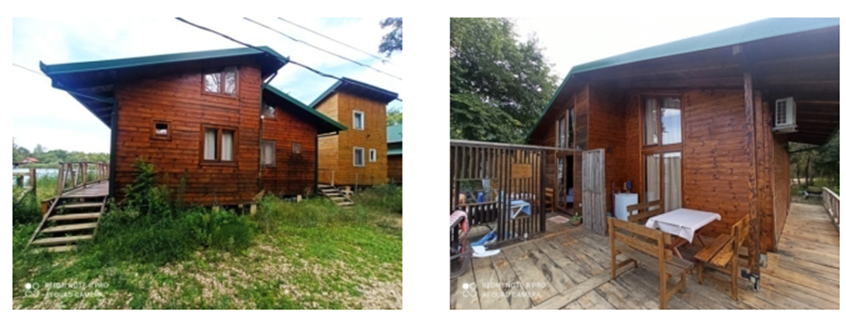 REDMI NOTE 8 PRO
AI QUAD CAMERA
REDMI NOTE 8 PRO
AI QUAD CAMERA